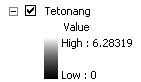 Tetonang
Value
High : 6.28319
Low : 0